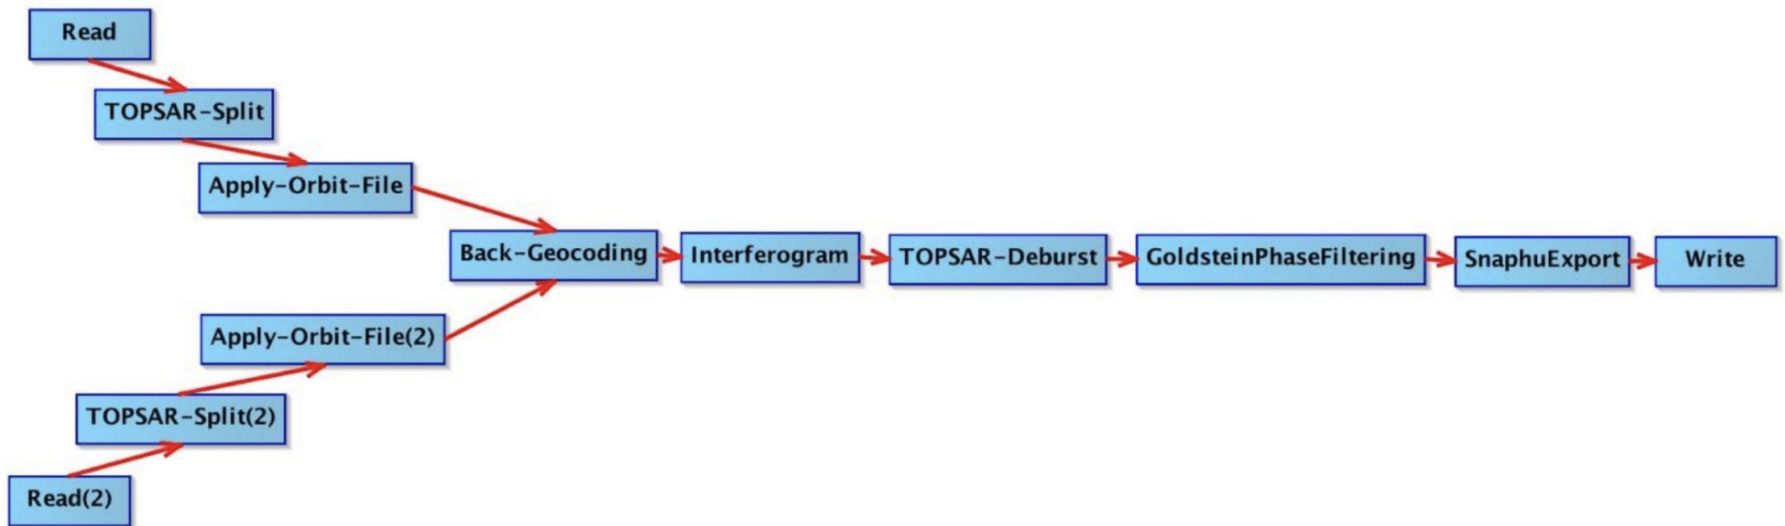 Read
TOPSAR-Split
Apply-Orbit-File
Back-Geocoding
Interferogram
TOPSAR-Deburst
GoldsteinPhaseFiltering
SnaphuExport
Write
Apply-Orbit-File(2)
TOPSAR-Split(2)
Read(2)